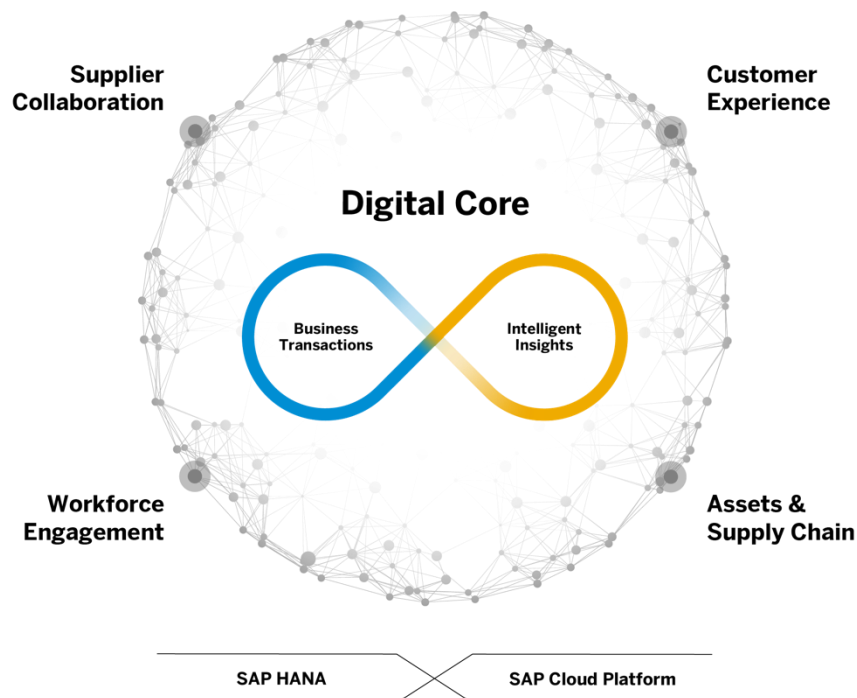 Supplier
Collaboration
Customer
Experience
Digital Core
Business
Transactions
Intelligent
Insights
Workforce
Engagement
Assets &
Supply Chain
SAP HANA
SAP Cloud Platform